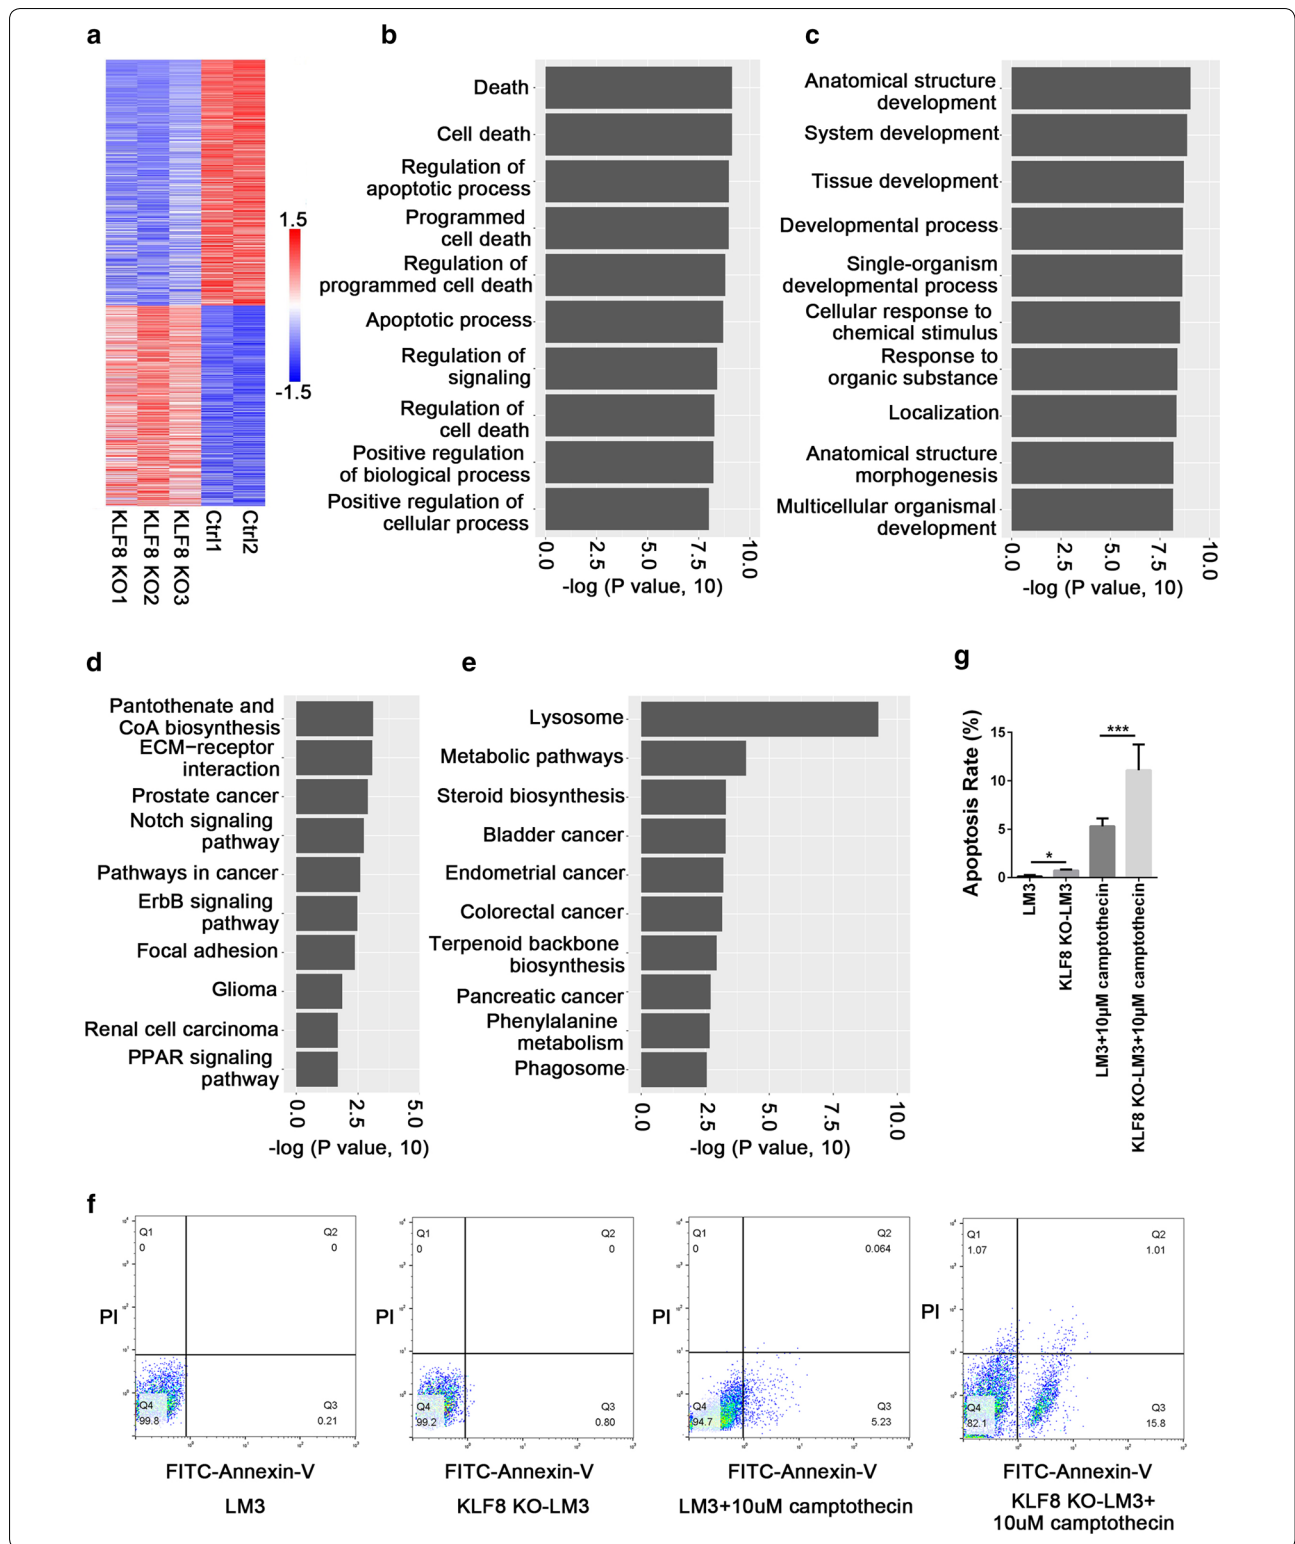 a
1.5
-1.5
KLF8 KO1
KLF8 KO2
KLF8 KO3
Ctrl1
Ctrl2
b
Death
Cell death
Regulation of
apoptotic process
Programmed
cell death
Regulation of
programmed cell death
Apoptotic process
Regulation of
signaling
Regulation of
cell death
Positive regulation
of biological process
Positive regulation of
cellular process
0.0
2.5
5.0
7.5
10.0
-log (P value, 10)
c
Anatomical structure
development
System development
Tissue development
Developmental process
Single-organism
developmental process
Cellular response to
chemical stimulus
Response to
organic substance
Localization
Anatomical structure
morphogenesis
Multicellular organismal
development
0.0
2.5
5.0
7.5
10.0
-log (P value, 10)
d
Pantothenate and
CoA biosynthesis
ECM−receptor
interaction
Prostate cancer
Notch signaling
pathway
Pathways in cancer
ErbB signaling
pathway
Focal adhesion
Glioma
Renal cell carcinoma
PPAR signaling
pathway
0.0
2.5
5.0
-log (P value, 10)
e
Lysosome
Metabolic pathways
Steroid biosynthesis
Bladder cancer
Endometrial cancer
Colorectal cancer
Terpenoid backbone
biosynthesis
Pancreatic cancer
Phenylalanine
metabolism
Phagosome
0.0
2.5
5.0
7.5
10.0
-log (P value, 10)
g
Apoptosis Rate (%)
15
10
5
0
*
***
LM3
KLF8 KO-LM3
LM3+10μM camptothecin
KLF8 KO-LM3+10μM camptothecin
f
PI
Q1
0
Q2
0
Q4
99.8
Q3
0.21
FITC-Annexin-V
LM3
PI
Q1
0
Q2
0
Q4
99.2
Q3
0.80
FITC-Annexin-V
KLF8 KO-LM3
PI
Q1
0
Q2
0.064
Q4
94.7
Q3
5.23
FITC-Annexin-V
LM3+10uM camptothecin
PI
Q1
1.07
Q2
1.01
Q4
82.1
Q3
15.8
FITC-Annexin-V
KLF8 KO-LM3+
10uM camptothecin